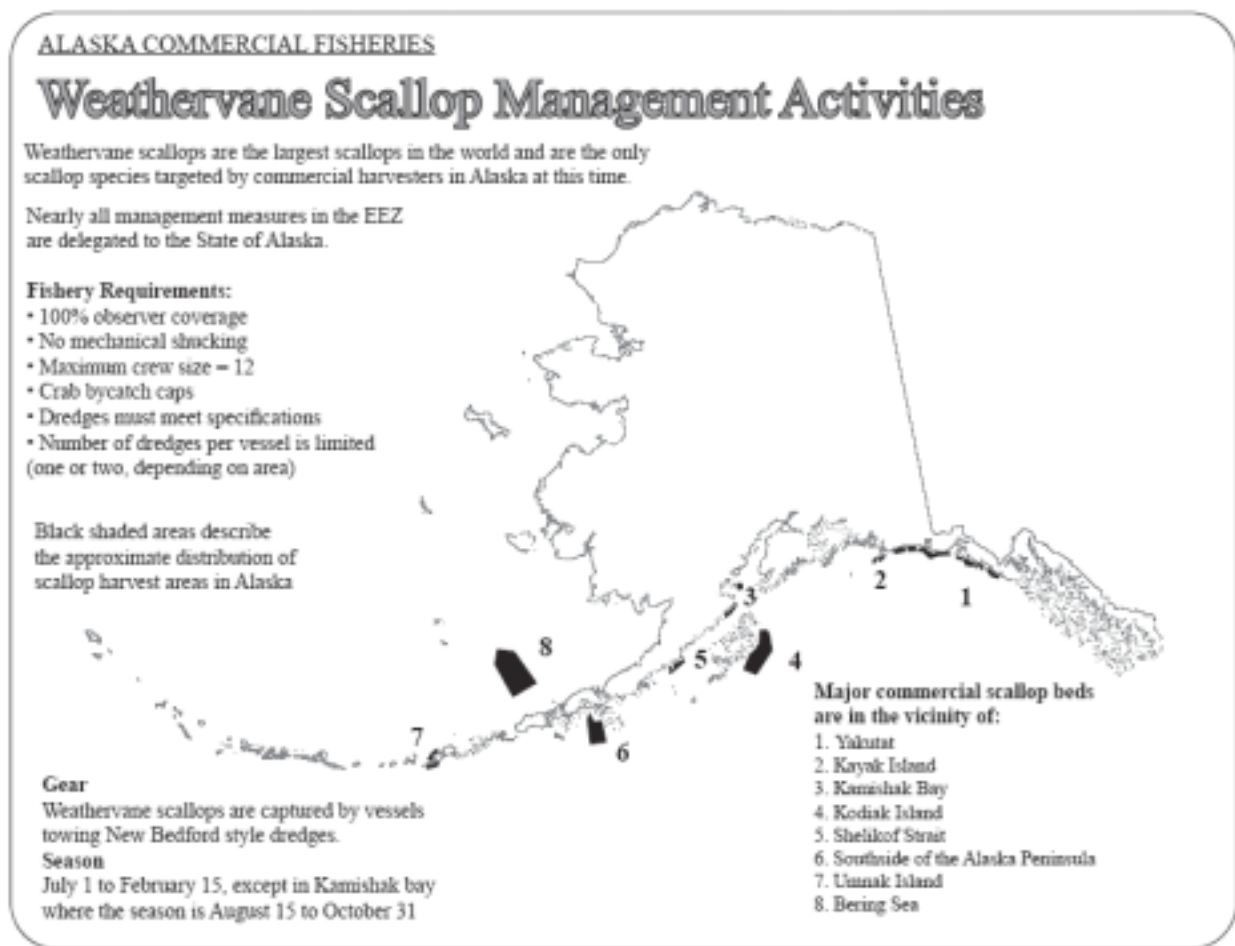 ALASKA COMMERCIAL FISHERIES
Weathervane Scallop Management Activities
Weathervane scallops are the largest scallops in the world and are the only
scallop species targeted by commercial harvesters in Alaska at this time.
Nearly all management measures in the EEZ
are delegated to the State of Alaska.
Fishery Requirements:
• 100% observer coverage
• No mechanical shucking
• Maximum crew size = 12
• Crab bycatch caps
• Dredges must meet specifications
• Number of dredges per vessel is limited
(one or two, depending on area)
Black shaded areas describe
the approximate distribution of
scallop harvest areas in Alaska
2
1
3
8
5
4
7
6
Gear
Weathervane scallops are captured by vessels
towing New Bedford style dredges.
Season
July 1 to February 15, except in Kamishak bay
where the season is August 15 to October 31
Major commercial scallop beds
are in the vicinity of:
1. Yakutat
2. Kayak Island
3. Kamishak Bay
4. Kodiak Island
5. Shelikof Strait
6. Southside of the Alaska Peninsula
7. Umnak Island
8. Bering Sea